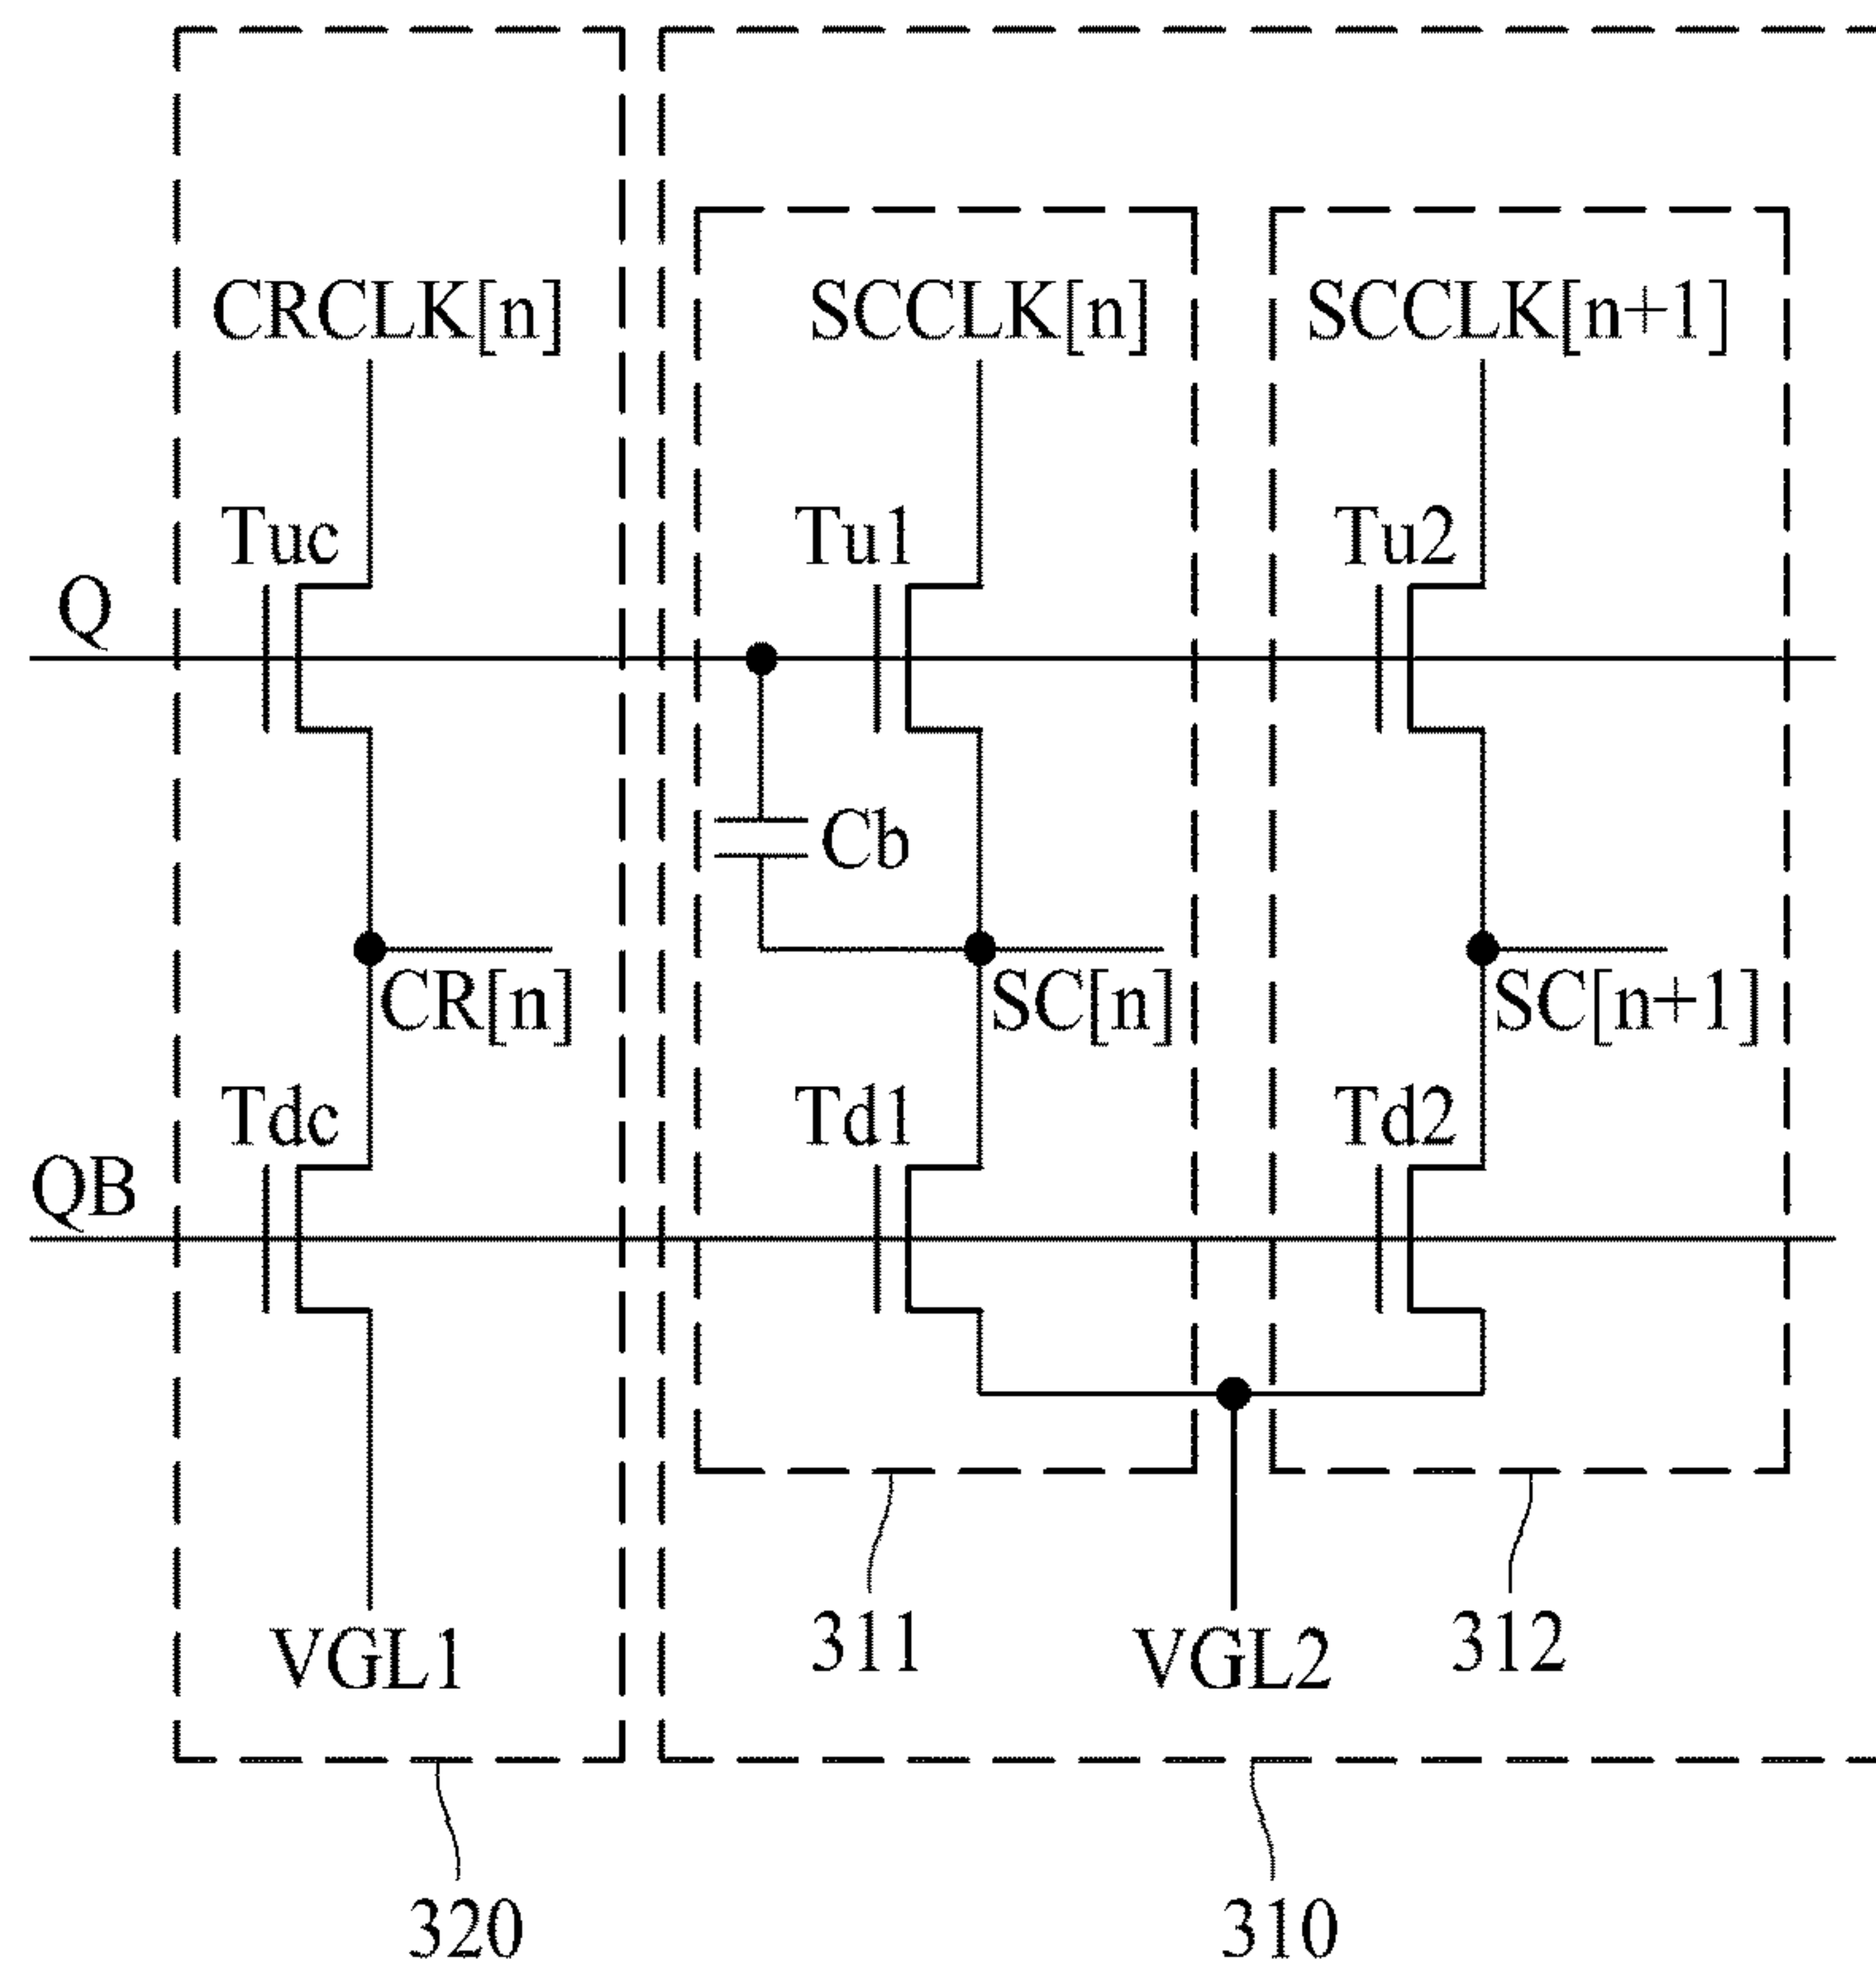 CRCLK[n]
SCCLK[n]
SCCLK[n+1]
Tuc
Tu1
Tu2
Q
Cb
CR[n]
SC[n]
SC[n+1]
Tdc
Td1
Td2
QB
VGL1
311
VGL2
312
320
310